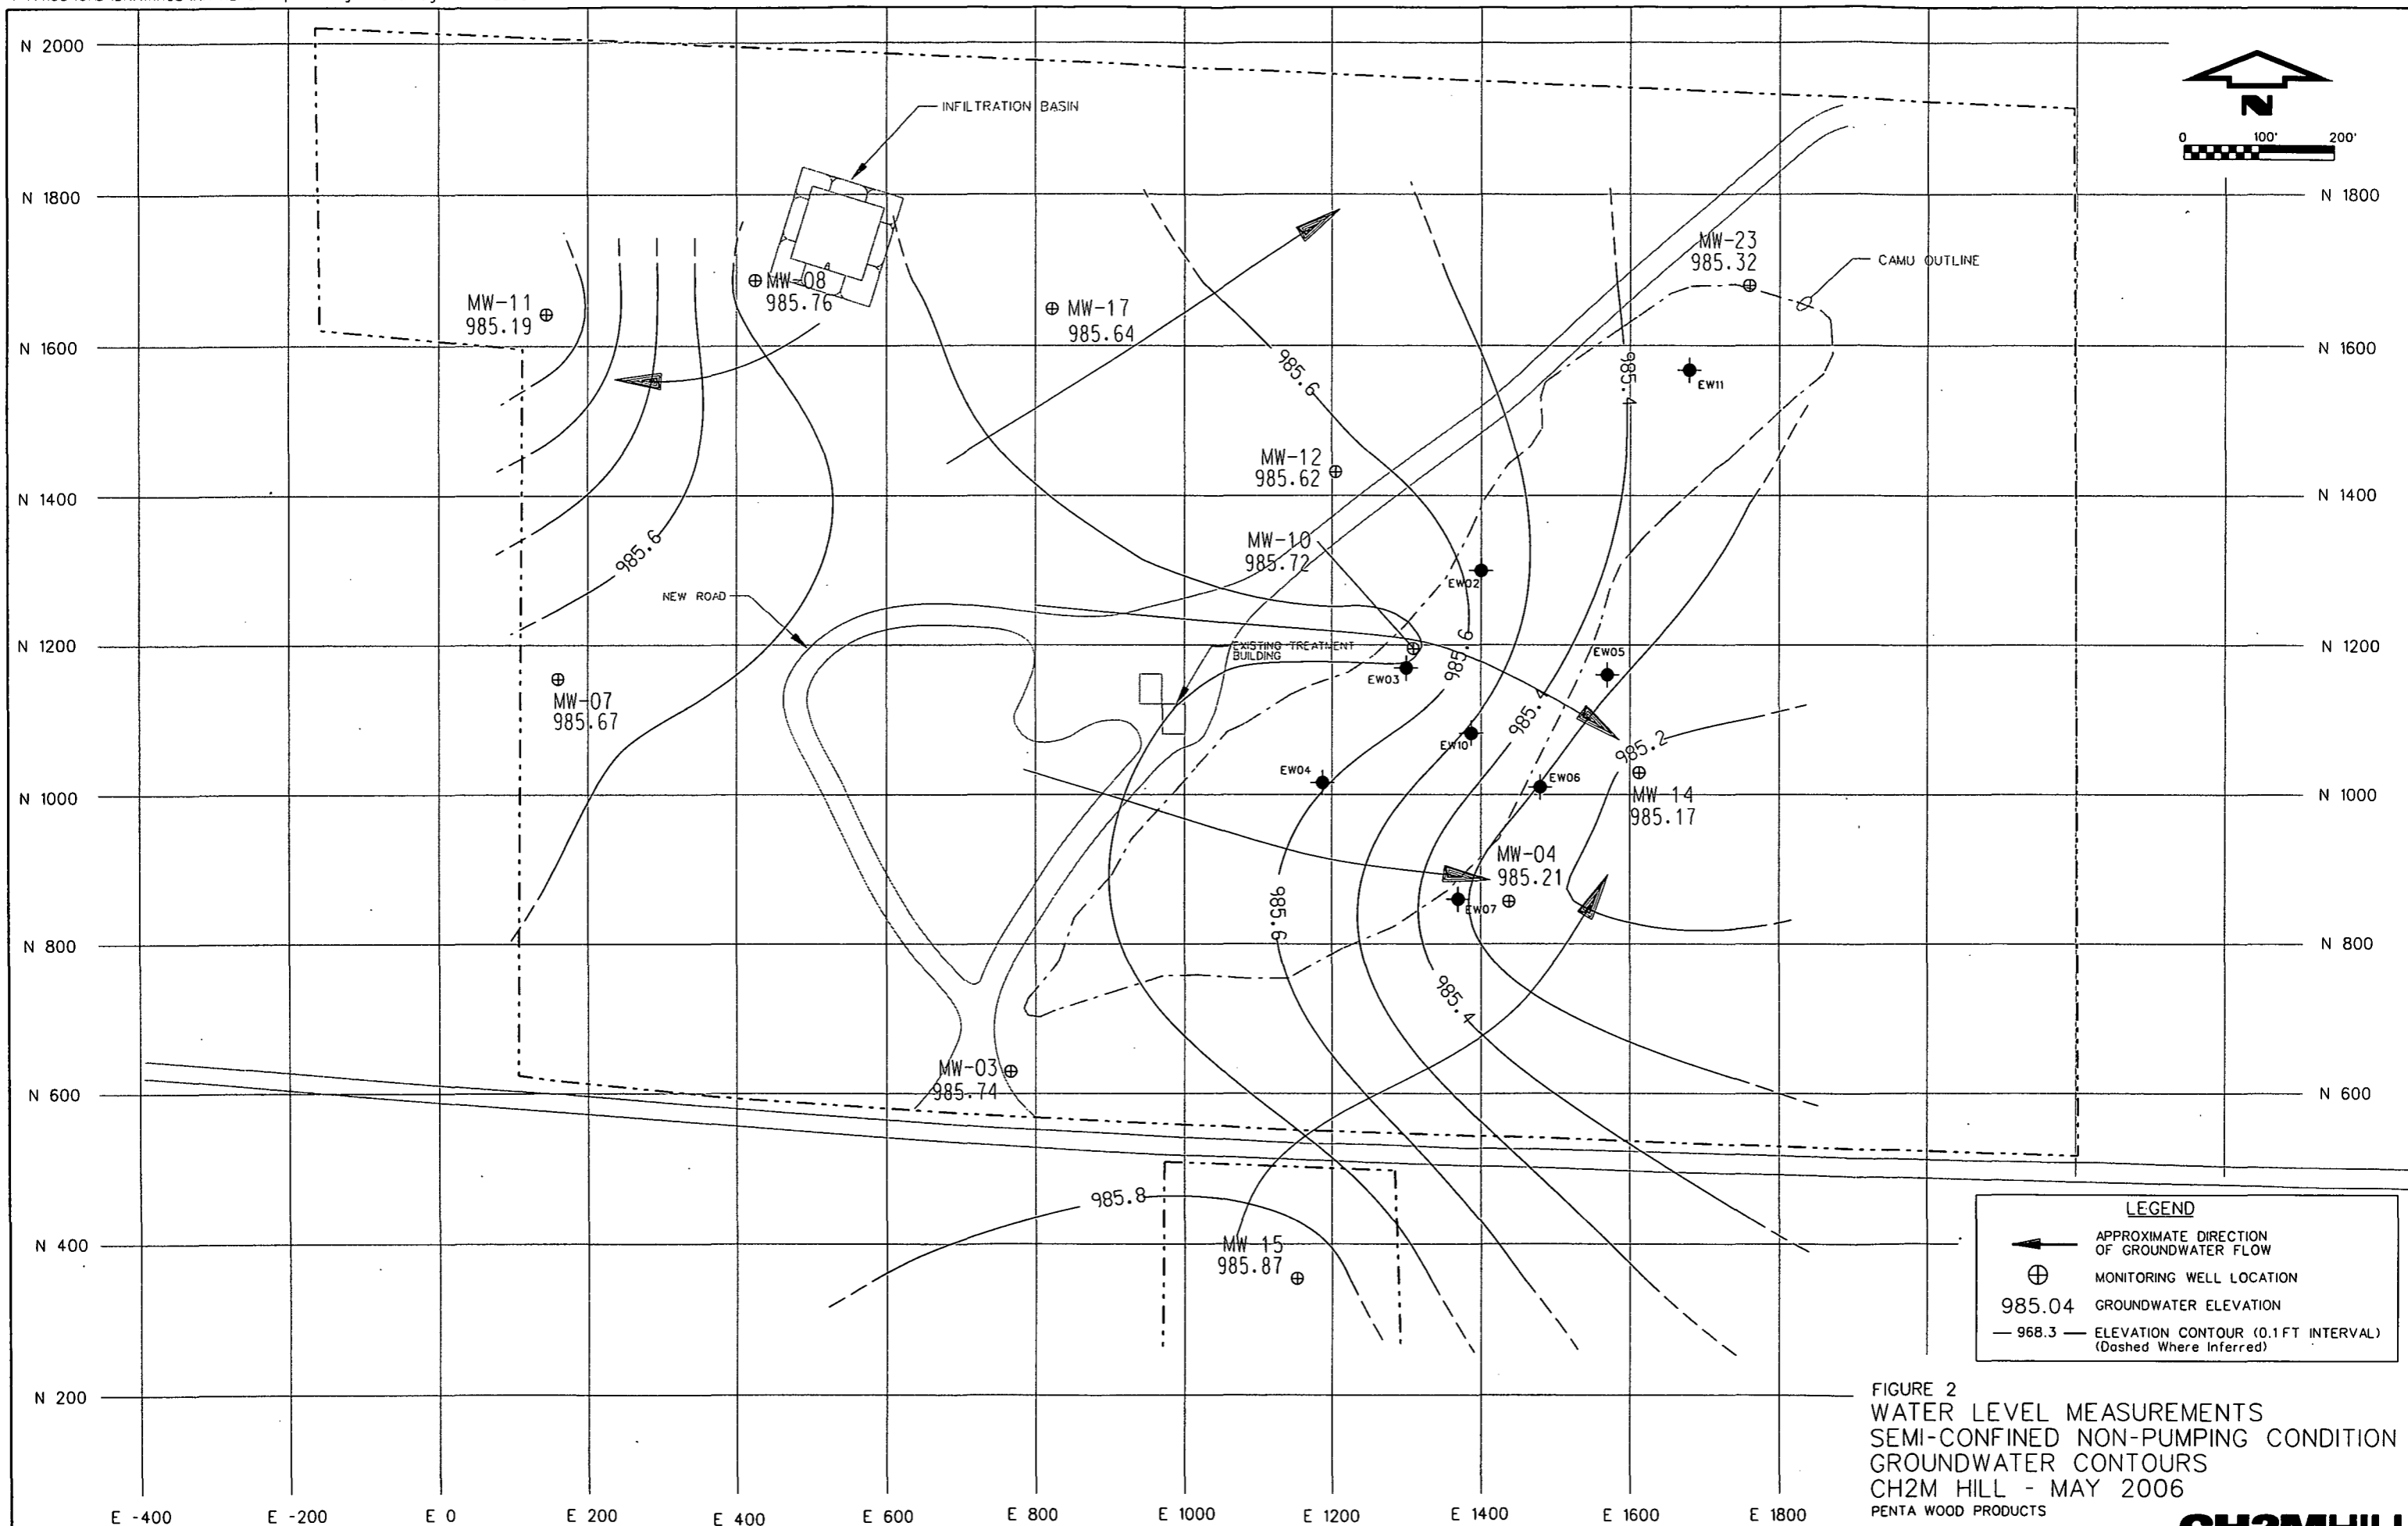 N 2000
INFILTRATION BASIN
N
0 100' 200'
N 1800
N 1800
MW-23
985.32
CAMU OUTLINE
MW-08
985.76
MW-11
985.19
MW-17
985.64
N 1600
N 1600
985.6
985.4
EW11
MW-12
985.62
N 1400
N 1400
MW-10
985.72
985.6
EW02
NEW ROAD
N 1200
N 1200
EXISTING TREATMENT
BUILDING
985.6
EW05
EW03
MW-07
985.67
985.4
985.2
EW10
EW04
EW06
N 1000
N 1000
MW-14
985.17
MW-04
985.21
EW07
985.6
N 800
N 800
985.4
MW-03
985.74
N 600
N 600
985.8
MW-15
985.87
N 400
LEGEND
APPROXIMATE DIRECTION
OF GROUNDWATER FLOW
MONITORING WELL LOCATION
985.04 GROUNDWATER ELEVATION
968.3 ELEVATION CONTOUR (0.1 FT INTERVAL)
(Dashed Where Inferred)
N 200
FIGURE 2
WATER LEVEL MEASUREMENTS
SEMI-CONFINED NON-PUMPING CONDITION
GROUNDWATER CONTOURS
CH2M HILL - MAY 2006
PENTA WOOD PRODUCTS
E -400 E -200 E 0 E 200 E 400 E 600 E 800 E 1000 E 1200 E 1400 E 1600 E 1800
CH2MHILL